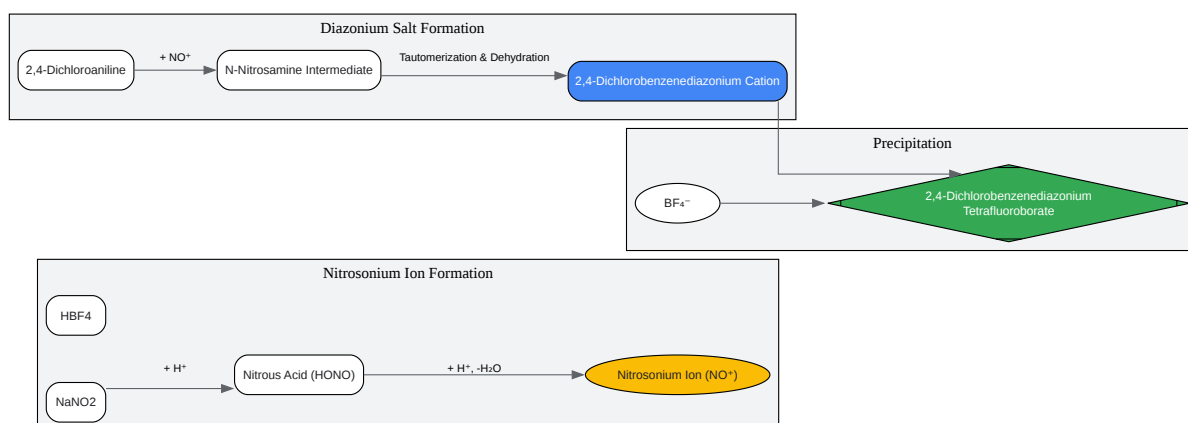 Diazonium Salt Formation
2,4-Dichloroaniline
+ NO⁺
N-Nitrosamine Intermediate
Tautomerization & Dehydration
2,4-Dichlorobenzenediazonium Cation
Precipitation
BF₄⁻
2,4-Dichlorobenzenediazonium
Tetrafluoroborate
Nitrosonium Ion Formation
HBF4
NaNO2
+ H⁺
Nitrous Acid (HONO)
+ H⁺, -H₂O
Nitrosonium Ion (NO⁺)